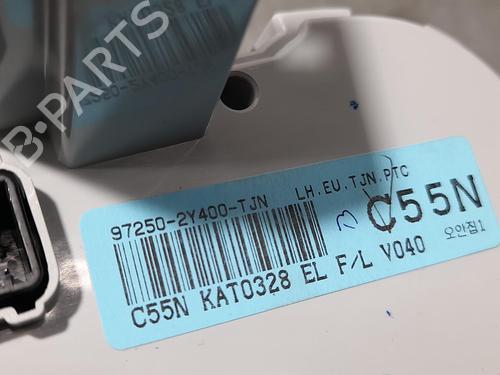 B-PARTS
97250-2Y400-TJN
LH.EU.TJN.PTC
C55N
C55N KAT0328 EL F/L V040
오안집1